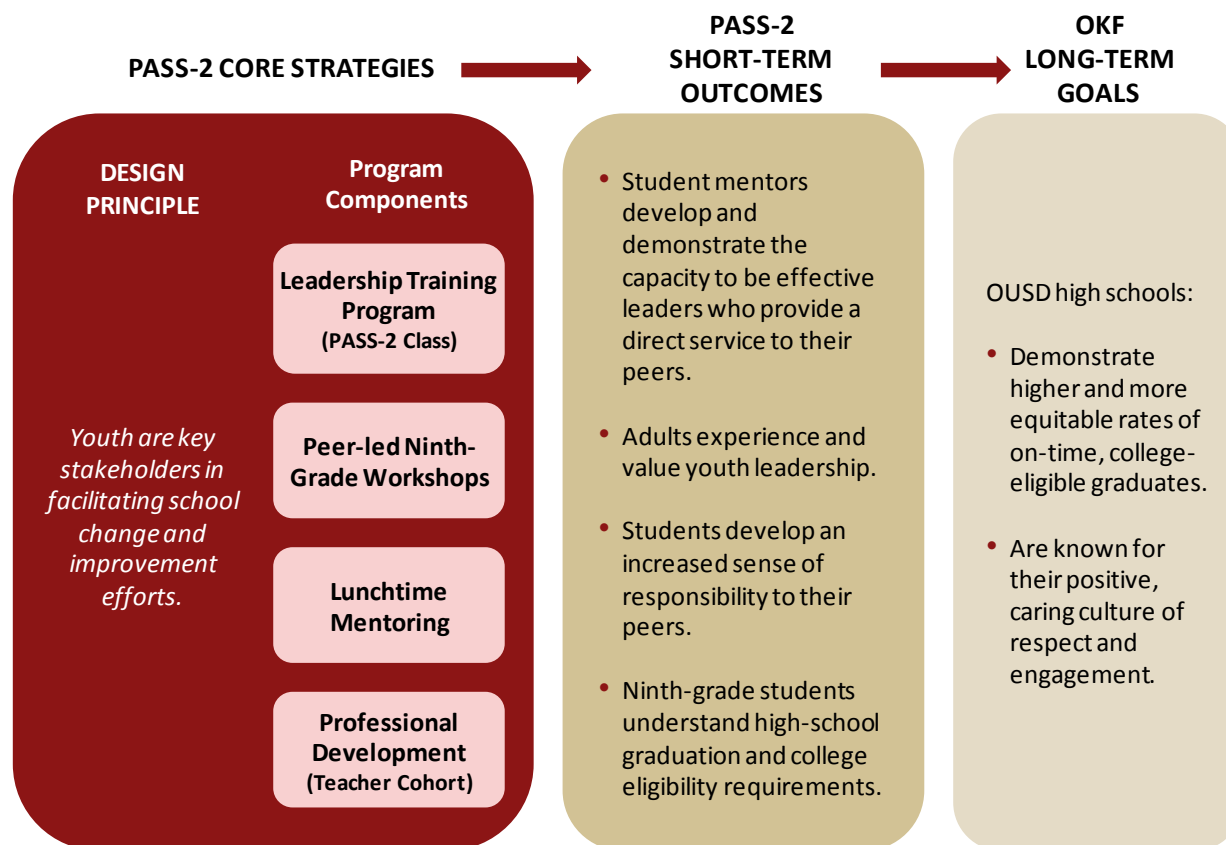 PASS-2 CORE STRATEGIES
PASS-2
SHORT-TERM
OUTCOMES
OKF
LONG-TERM
GOALS
DESIGN
PRINCIPLE
Youth are key
stakeholders in
facilitating school
change and
improvement
efforts.
Program
Components
Leadership Training
Program
(PASS-2 Class)
Peer-led Ninth-
Grade Workshops
Lunchtime
Mentoring
Professional
Development
(Teacher Cohort)
• Student mentors
develop and
demonstrate the
capacity to be effective
leaders who provide a
direct service to their
peers.
• Adults experience and
value youth leadership.
• Students develop an
increased sense of
responsibility to their
peers.
• Ninth-grade students
understand high-school
graduation and college
eligibility requirements.
OUSD high schools:
• Demonstrate
higher and more
equitable rates of
on-time, college-
eligible graduates.
• Are known for
their positive,
caring culture of
respect and
engagement.